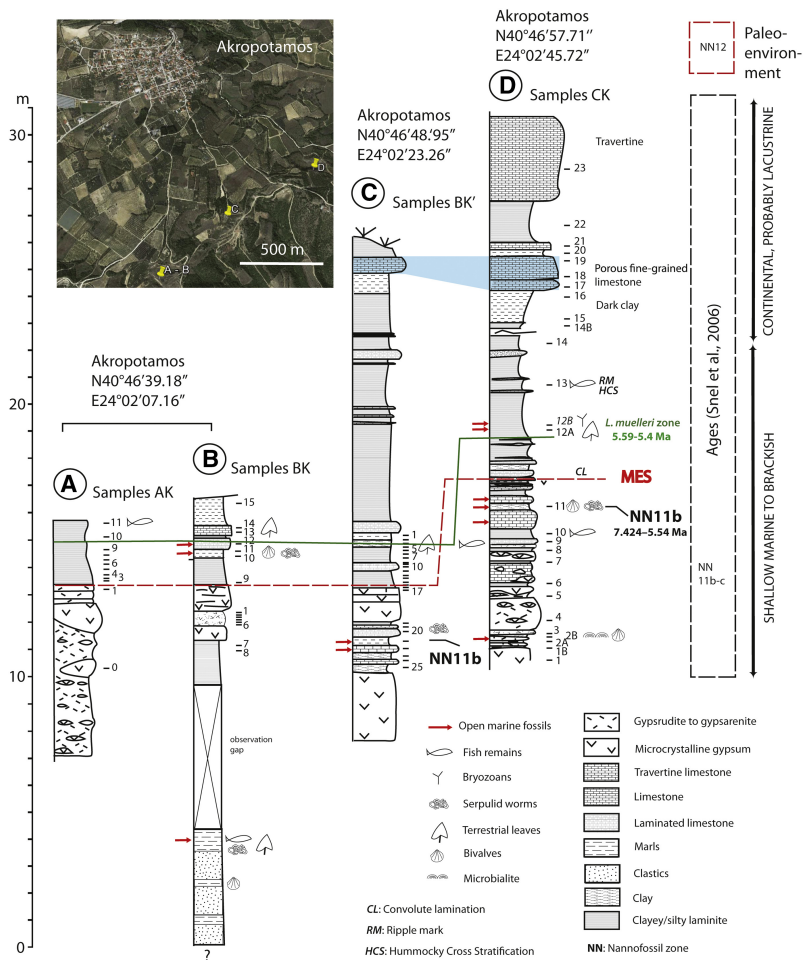 Akropotamos
500 m
A - B
C
D
m
30
20
10
0
Akropotamos
N40°46'39.18"
E24°02'07.16"
A
Samples AK
11
10
9
6
4
3
1
0
B
Samples BK
15
14
13
12
11
10
9
1
6
7
8
observation
gap
?
Akropotamos
N40°46'48.'95"
E24°02'23.26"
C
Samples BK'
1
5
7
10
17
20
25
NN11b
Akropotamos
N40°46'57.71''
E24°02'45.72"
D
Samples CK
Travertine
23
22
21
20
19
18
17
16
15
14B
14
13
12B
12A
11
10
9
8
7
6
5
4
3
2B
2A
1B
1
Porous fine-grained
limestone
Dark clay
RM
HCS
L. muelleri zone
5.59-5.4 Ma
CL
MES
NN11b
7.424–5.54 Ma
NN12
Paleo-
environ-
ment
Ages (Snel et al., 2006)
NN
11b-c
CONTINENTAL, PROBABLY LACUSTRINE
SHALLOW MARINE TO BRACKISH
Open marine fossils
Fish remains
Bryozoans
Serpulid worms
Terrestrial leaves
Bivalves
Microbialite
CL: Convolute lamination
RM: Ripple mark
HCS: Hummocky Cross Stratification
Gypsrudite to gypsarenite
Microcrystalline gypsum
Travertine limestone
Limestone
Laminated limestone
Marls
Clastics
Clay
Clayey/silty laminite
NN: Nannofossil zone